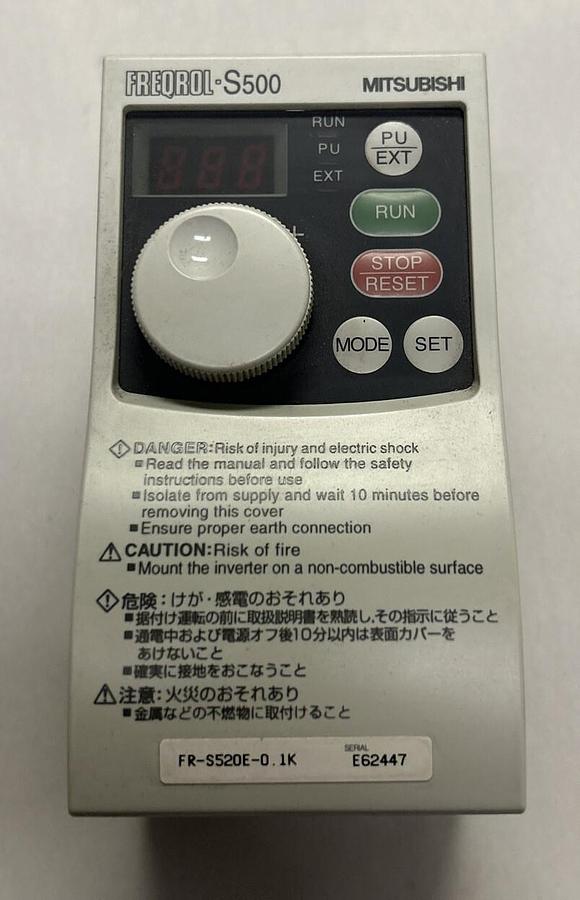 FREQROL-S500
MITSUBISHI
RUN
PU
EXT
PU
EXT
RUN
STOP
RESET
MODE
SET
DANGER:Risk of injury and electric shock
■Read the manual and follow the safety
instructions before use
■Isolate from supply and wait 10 minutes before
removing this cover
■Ensure proper earth connection
CAUTION:Risk of fire
■Mount the inverter on a non-combustible surface
危険：けが・感電のおそれあり
■据付け運転の前に取扱説明書を熟読し、その指示に従うこと
■通電中および電源オフ後10分以内は表面カバーを
あけないこと
■確実に接地をおこなうこと
注意：火災のおそれあり
■金属などの不燃物に取付けること
SERIAL
FR-S520E-0.1K E62447